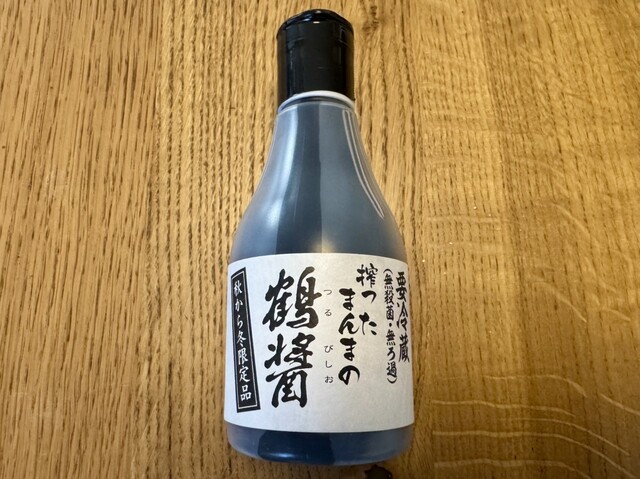 要冷蔵
(無殺菌・無ろ過)
搾った
まんまの
つるびしお
鶴醬
秋から冬限定品